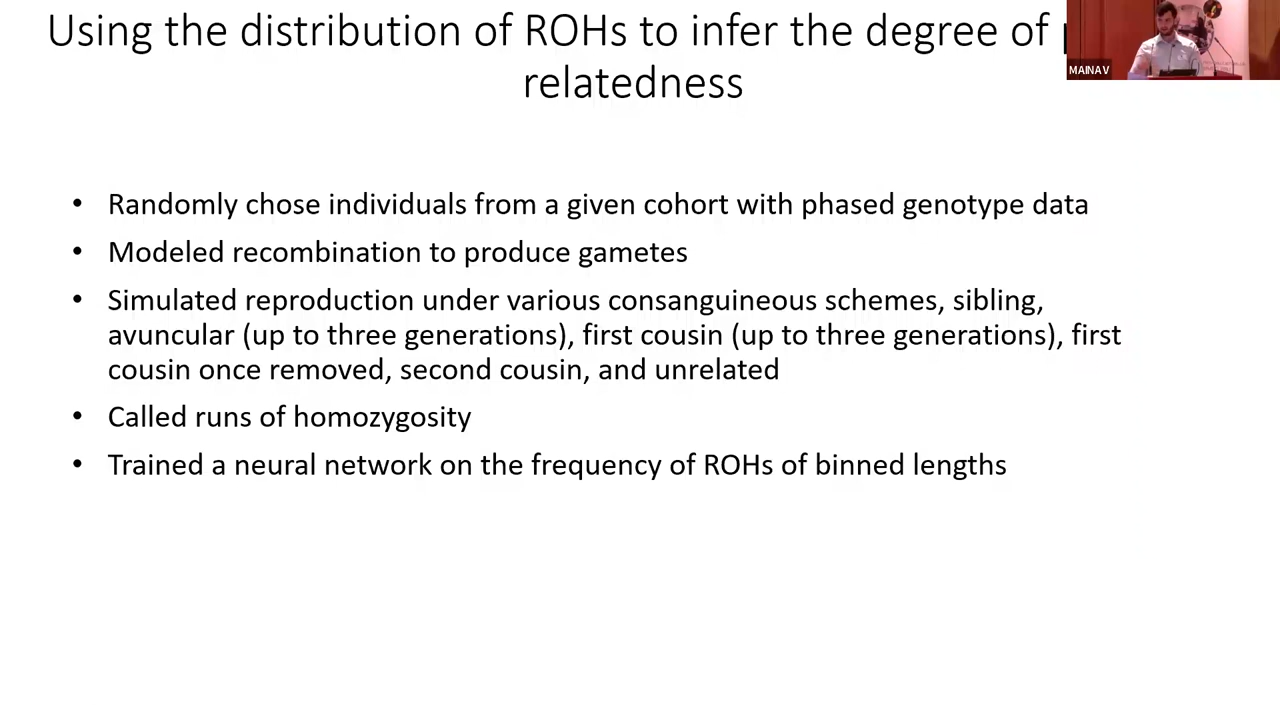 Using the distribution of ROHs to infer the degree of
relatedness
MAINAV
• Randomly chose individuals from a given cohort with phased genotype data
• Modeled recombination to produce gametes
• Simulated reproduction under various consanguineous schemes, sibling,
avuncular (up to three generations), first cousin (up to three generations), first
cousin once removed, second cousin, and unrelated
• Called runs of homozygosity
• Trained a neural network on the frequency of ROHs of binned lengths